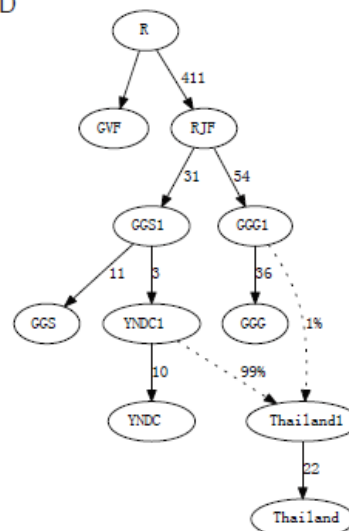 D
R
411
GVF
RJF
31
54
GGS1
GGG1
11
3
36
GGS
YNDC1
GGG
1%
10
99%
YNDC
Thailand1
22
Thailand